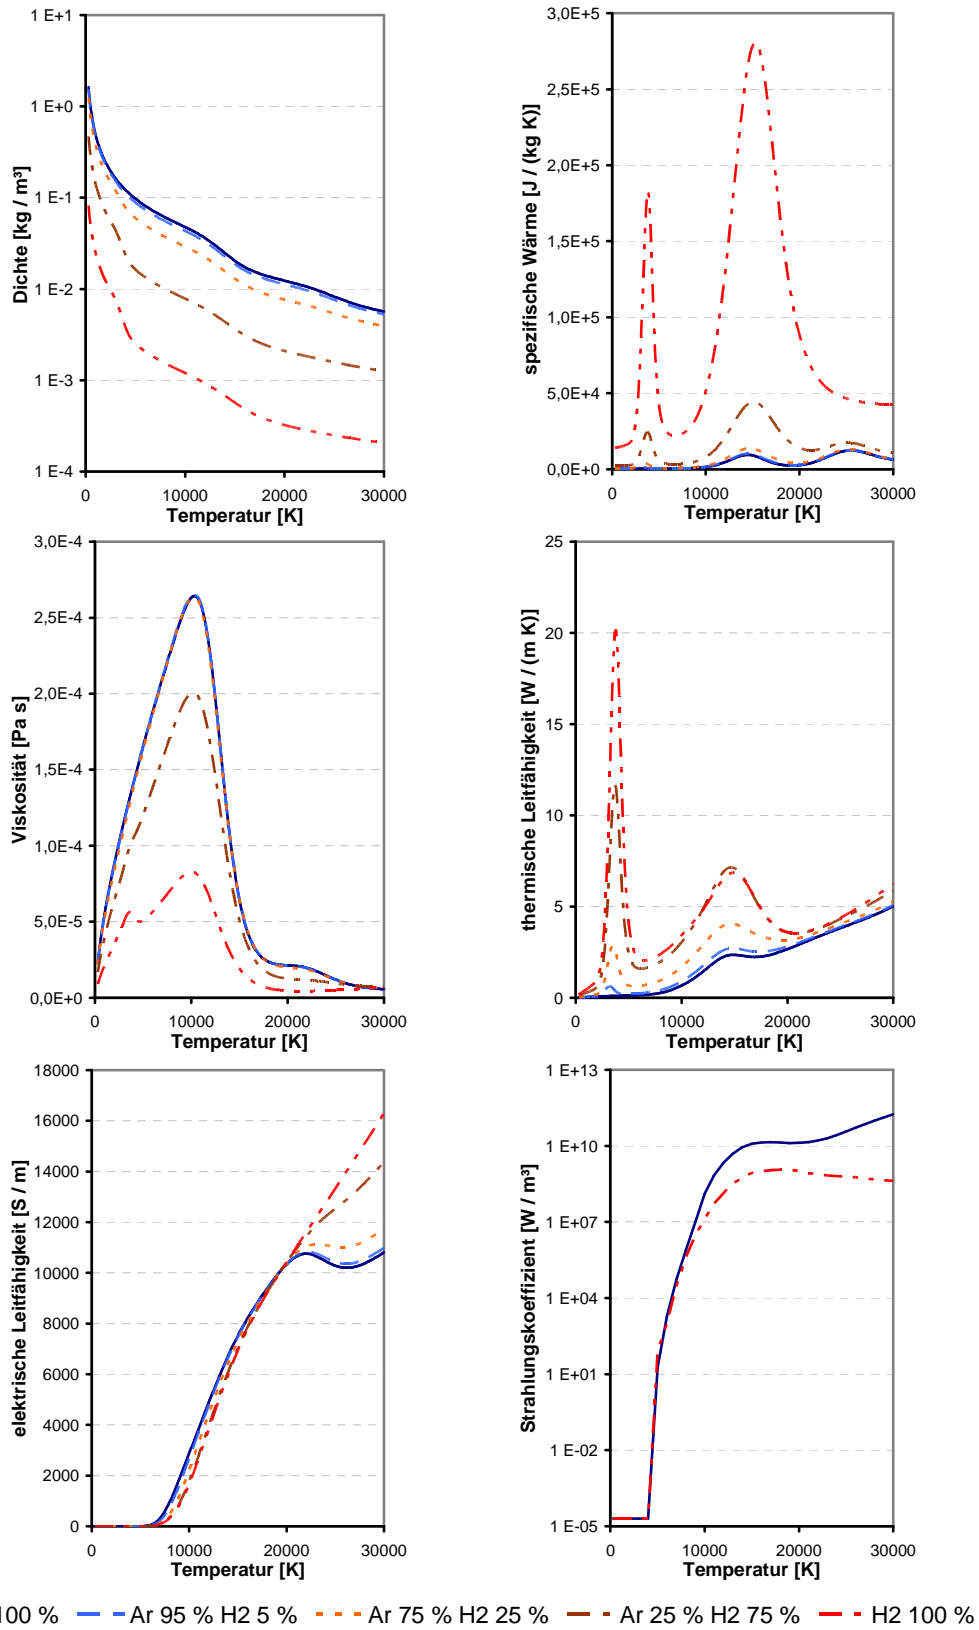 1 E+1
1 E+0
1 E-1
1 E-2
1 E-3
1 E-4
Dichte [kg / m³]
0 10000 20000 30000
Temperatur [K]
3,0E+5
2,5E+5
2,0E+5
1,5E+5
1,0E+5
5,0E+4
0,0E+0
spezifische Wärme [J / (kg K)]
0 10000 20000 30000
Temperatur [K]
3,0E-4
2,5E-4
2,0E-4
1,5E-4
1,0E-4
5,0E-5
0,0E+0
Viskosität [Pa s]
0 10000 20000 30000
Temperatur [K]
25
20
15
10
5
0
thermische Leitfähigkeit [W / (m K)]
0 10000 20000 30000
Temperatur [K]
18000
16000
14000
12000
10000
8000
6000
4000
2000
0
elektrische Leitfähigkeit [S / m]
0 10000 20000 30000
Temperatur [K]
1 E+13
1 E+10
1 E+07
1 E+04
1 E+01
1 E-02
1 E-05
Strahlungskoeffizient [W / m³]
0 10000 20000 30000
Temperatur [K]
100 % Ar 95 % H2 5 % Ar 75 % H2 25 % Ar 25 % H2 75 % H2 100 %